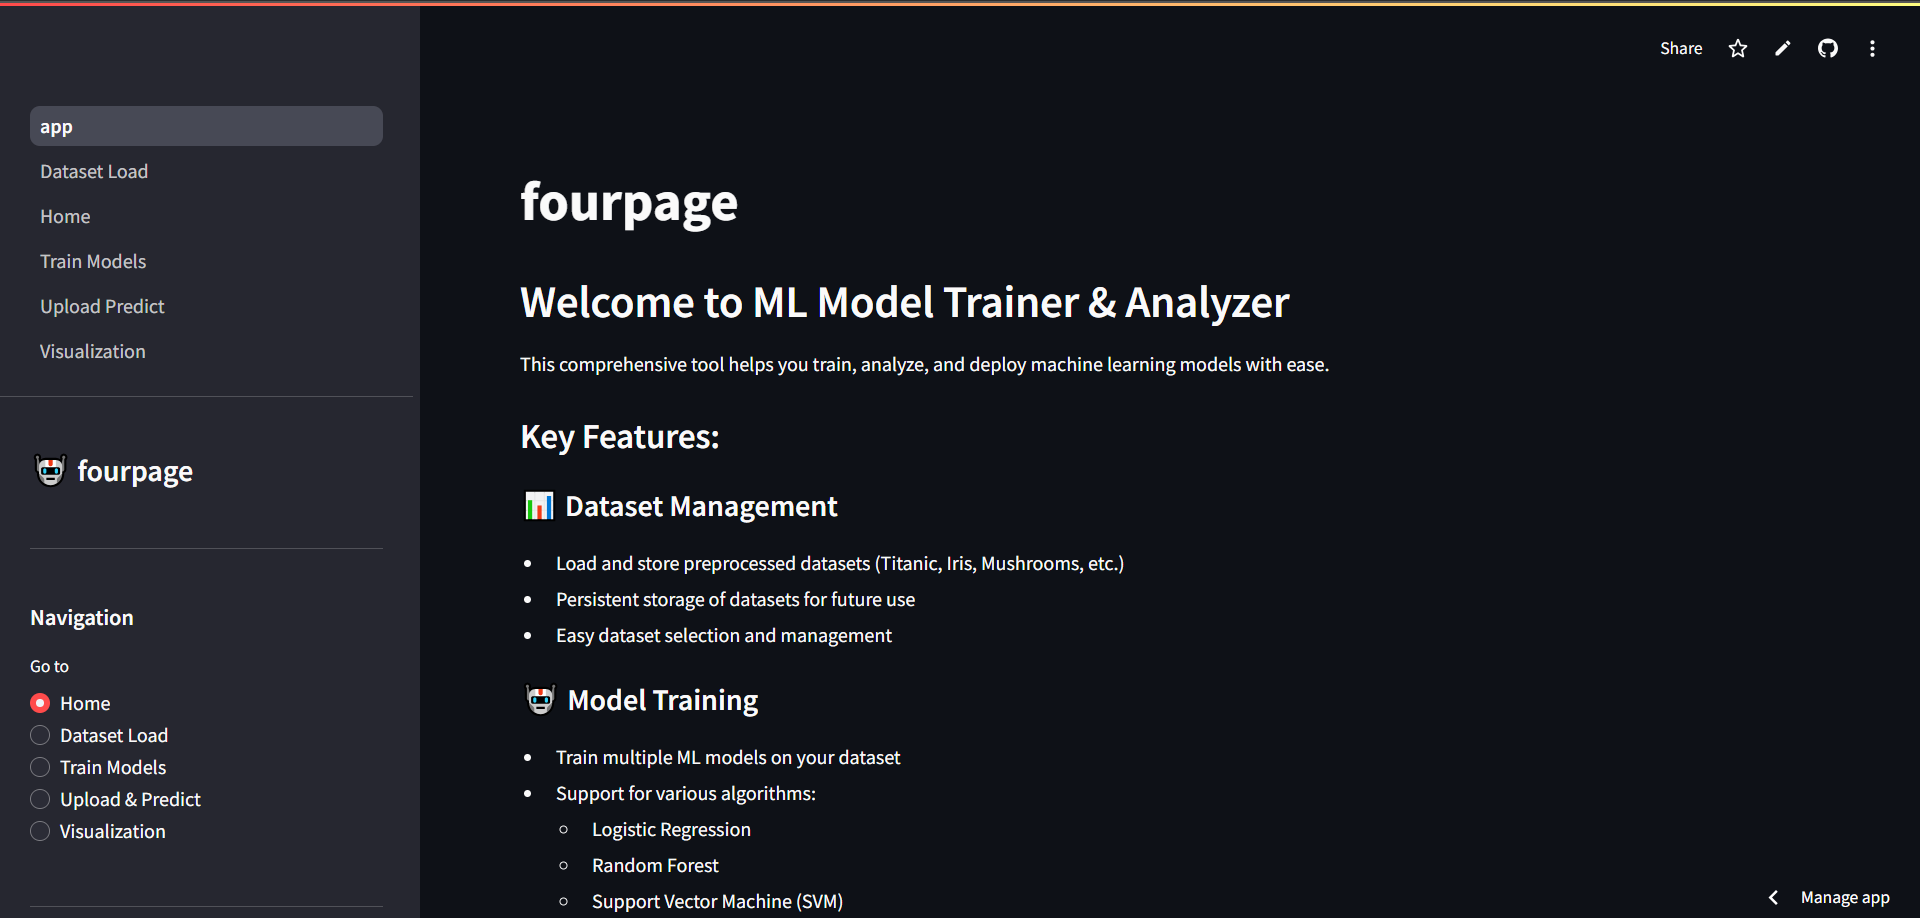 Share
app
Dataset Load
Home
Train Models
Upload Predict
Visualization
fourpage
Navigation
Go to
Home
Dataset Load
Train Models
Upload & Predict
Visualization
fourpage
Welcome to ML Model Trainer & Analyzer
This comprehensive tool helps you train, analyze, and deploy machine learning models with ease.
Key Features:
Dataset Management
Load and store preprocessed datasets (Titanic, Iris, Mushrooms, etc.)
Persistent storage of datasets for future use
Easy dataset selection and management
Model Training
Train multiple ML models on your dataset
Support for various algorithms:
Logistic Regression
Random Forest
Support Vector Machine (SVM)
Manage app